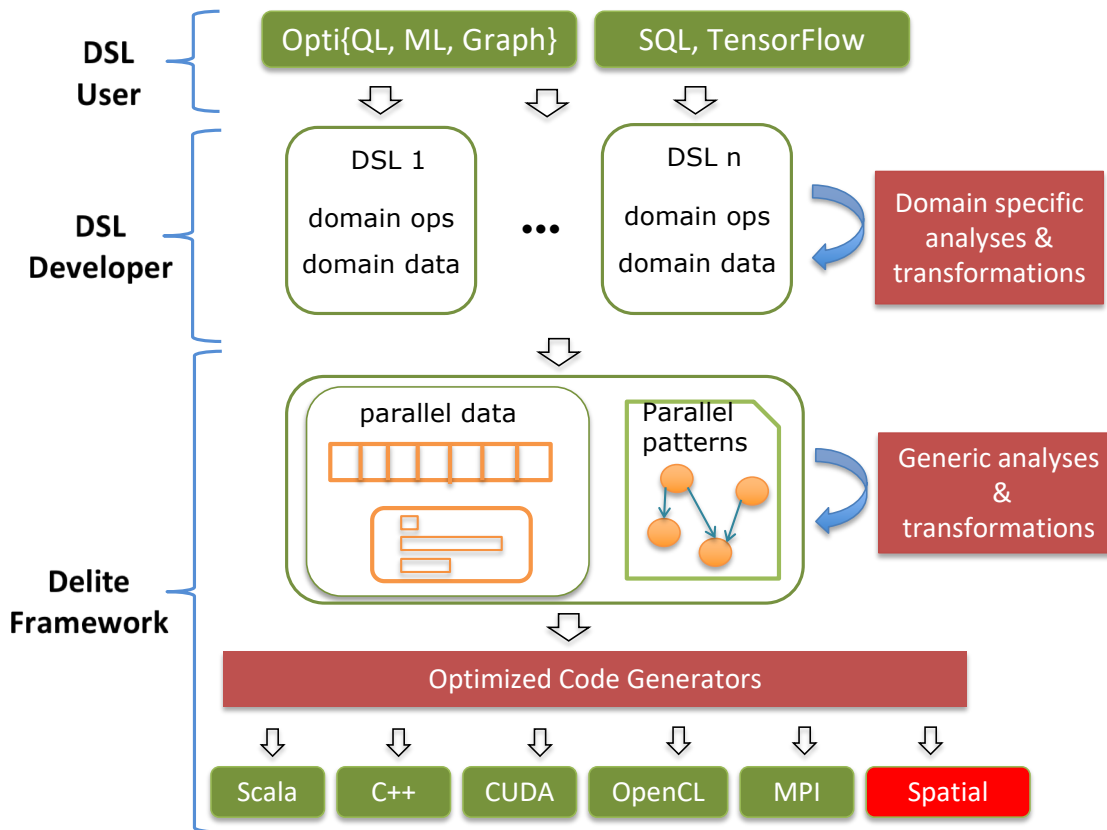 DSL
User
Opti{QL, ML, Graph}
SQL, TensorFlow
DSL
Developer
DSL 1
domain ops
domain data
...
DSL n
domain ops
domain data
Domain specific
analyses &
transformations
Delite
Framework
parallel data
Parallel
patterns
Generic analyses
&
transformations
Optimized Code Generators
Scala
C++
CUDA
OpenCL
MPI
Spatial